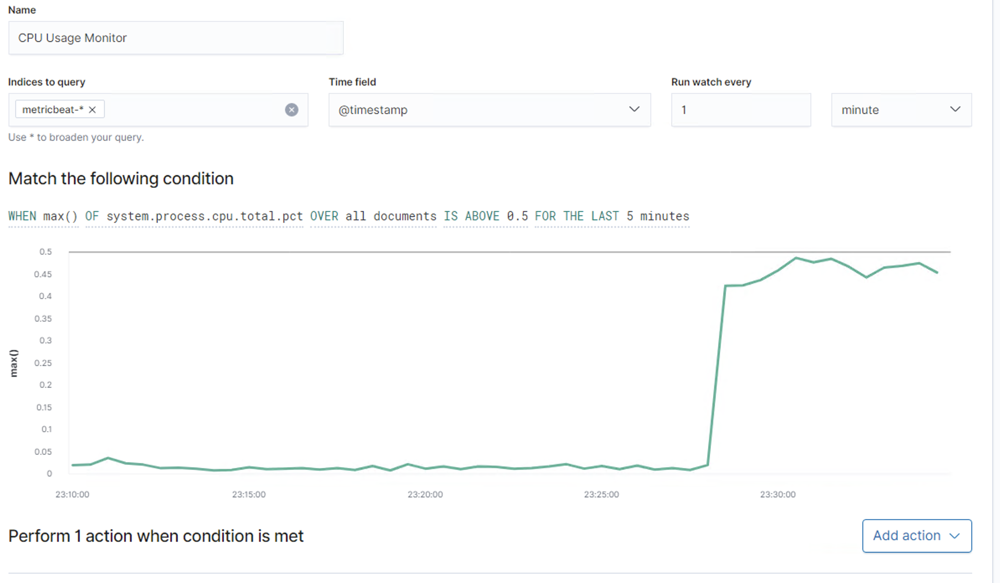 Name
CPU Usage Monitor
Indices to query Time field Run watch every
metricbeat-* @timestamp 1 minute
Use * to broaden your query.
Match the following condition
WHEN max() OF system.process.cpu.total.pct OVER all documents IS ABOVE 0.5 FOR THE LAST 5 minutes
0.5
0.45
0.4
0.35
0.3
0.25
0.2
0.15
0.1
0.05
0
max()
23:10:00 23:15:00 23:20:00 23:25:00 23:30:00
Perform 1 action when condition is met
Add action